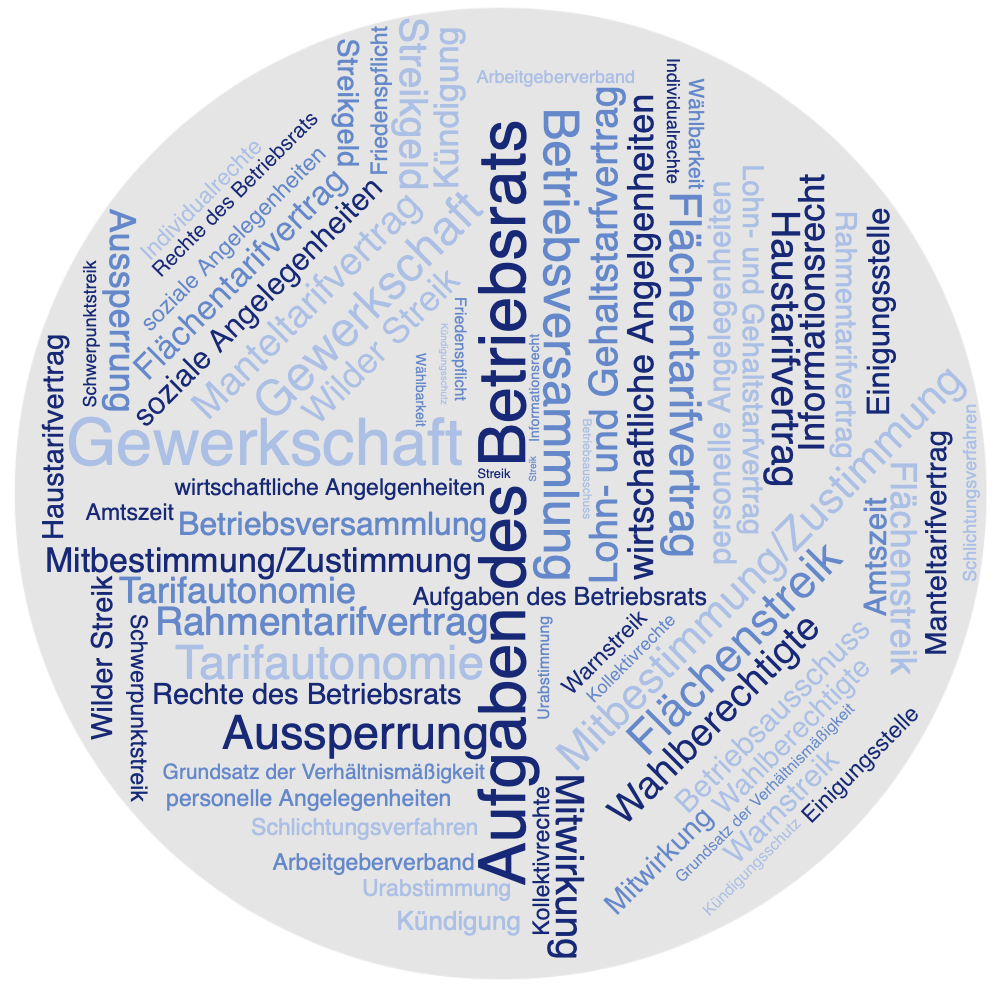 Streikgeld
Friedenspflicht
Streikgeld
Kündigung
Arbeitgeberverband
Individualrechte
Wählbarkeit
Individualrechte
Rechte des Betriebsrats
soziale Angelegenheiten
Flächentarifvertrag
soziale Angelegenheiten
Manteltarifvertrag
Gewerkschaft
Wilder Streik
Aussperrung
Schwerpunktstreik
Haustarifvertrag
Friedenspflicht
Kündigungsschutz
Wählbarkeit
Aufgaben des Betriebsrats
Betriebsversammlung
Informationsrecht
Streik
Betriebsausschuss
Lohn- und Gehaltstarfvertrag
wirtschaftliche Angelgenheiten
Flächentarifvertrag
personelle Angelegenheiten
Lohn- und Gehaltstarfvertrag
Haustarifvertrag
Informationsrecht
Rahmentarifvertrag
Einigungsstelle
Gewerkschaft
Streik
wirtschaftliche Angelgenheiten
Amtszeit
Betriebsversammlung
Mitbestimmung/Zustimmung
Tarifautonomie
Aufgaben des Betriebsrats
Rahmentarifvertrag
Tarifautonomie
Rechte des Betriebsrats
Aussperrung
Grundsatz der Verhältnismäßigkeit
personelle Angelegenheiten
Schlichtungsverfahren
Arbeitgeberverband
Urabstimmung
Kündigung
Wilder Streik
Schwerpunktstreik
Urabstimmung
Kollektivrechte
Mitwirkung
Warnstreik
Kollektivrechte
Mitbestimmung/Zustimmung
Flächenstreik
Wahlberechtigte
Betriebsausschuss
Wahlberechtigte
Mitwirkung
Grundsatz der Verhältnismäßigkeit
Warnstreik
Kündigungsschutz
Einigungsstelle
Amtszeit
Flächenstreik
Manteltarifvertrag
Schlichtungsverfahren